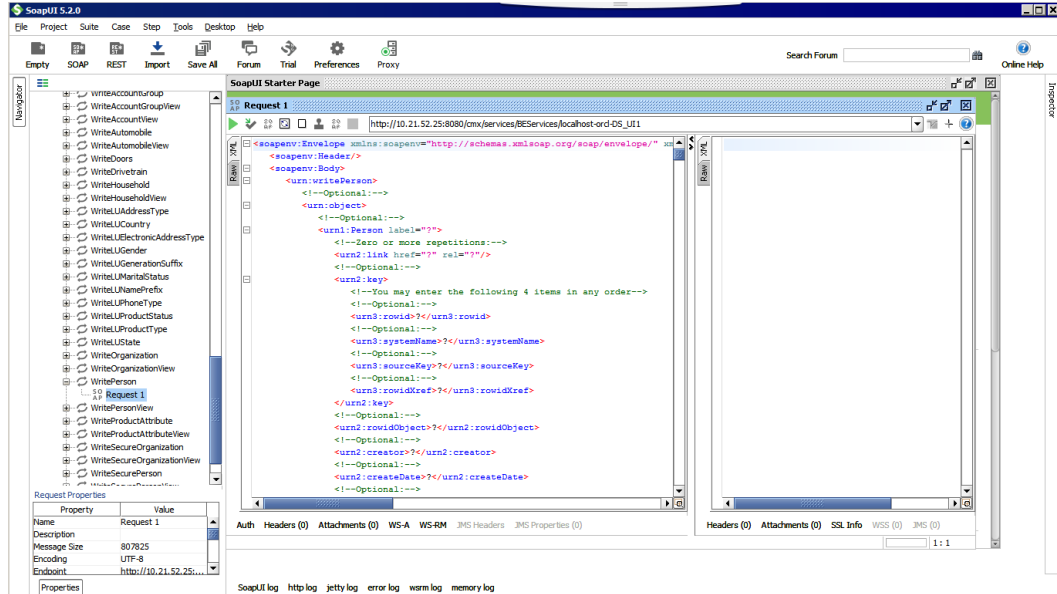 SoapUI 5.2.0
File Project Suite Case Step Tools Desktop Help
Empty SOAP REST Import Save All Forum Trial Preferences Proxy Search Forum Online Help
Navigator
Inspector
WriteAccountGroup
WriteAccountGroupView
WriteAccountView
WriteAutomobile
WriteAutomobileView
WriteDoors
WriteDrivetrain
WriteHousehold
WriteHouseholdView
WriteLUAddressType
WriteLUCountry
WriteLUElectronicAddressType
WriteLUGender
WriteLUGenerationSuffix
WriteLUMaritalStatus
WriteLUNamePrefix
WriteLUPhoneType
WriteLUProductStatus
WriteLUProductType
WriteLUState
WriteOrganization
WriteOrganizationView
WritePerson
SOAP Request 1
WritePersonView
WriteProductAttribute
WriteProductAttributeView
WriteSecureOrganization
WriteSecureOrganizationView
WriteSecurePerson
WriteSecurePersonView
Request Properties
Property Value
Name Request 1
Description
Message Size 807825
Encoding UTF-8
Endpoint http://10.21.52.25:...
Properties
SoapUI Starter Page
SOAP Request 1
http://10.21.52.25:8080/cmx/services/BEServices/localhost-orcl-DS_UI1
XML
Raw
<soapenv:Envelope xmlns:soapenv="http://schemas.xmlsoap.org/soap/envelope/" xm
<soapenv:Header/>
<soapenv:Body>
<urn:writePerson>
<!--Optional:-->
<urn:object>
<!--Optional:-->
<urn1:Person label="?">
<!--Zero or more repetitions:-->
<urn2:link href="?" rel="?"/>
<!--Optional:-->
<urn2:key>
<!--You may enter the following 4 items in any order-->
<!--Optional:-->
<urn3:rowid>?</urn3:rowid>
<!--Optional:-->
<urn3:systemName>?</urn3:systemName>
<!--Optional:-->
<urn3:sourceKey>?</urn3:sourceKey>
<!--Optional:-->
<urn3:rowidXref>?</urn3:rowidXref>
</urn2:key>
<!--Optional:-->
<urn2:rowidObject>?</urn2:rowidObject>
<!--Optional:-->
<urn2:creator>?</urn2:creator>
<!--Optional:-->
<urn2:createDate>?</urn2:createDate>
<!--Optional:-->
XML
Raw
Auth Headers (0) Attachments (0) WS-A WS-RM JMS Headers JMS Properties (0)
Headers (0) Attachments (0) SSL Info WSS (0) JMS (0)
1 : 1
SoapUI log http log jetty log error log wsrm log memory log